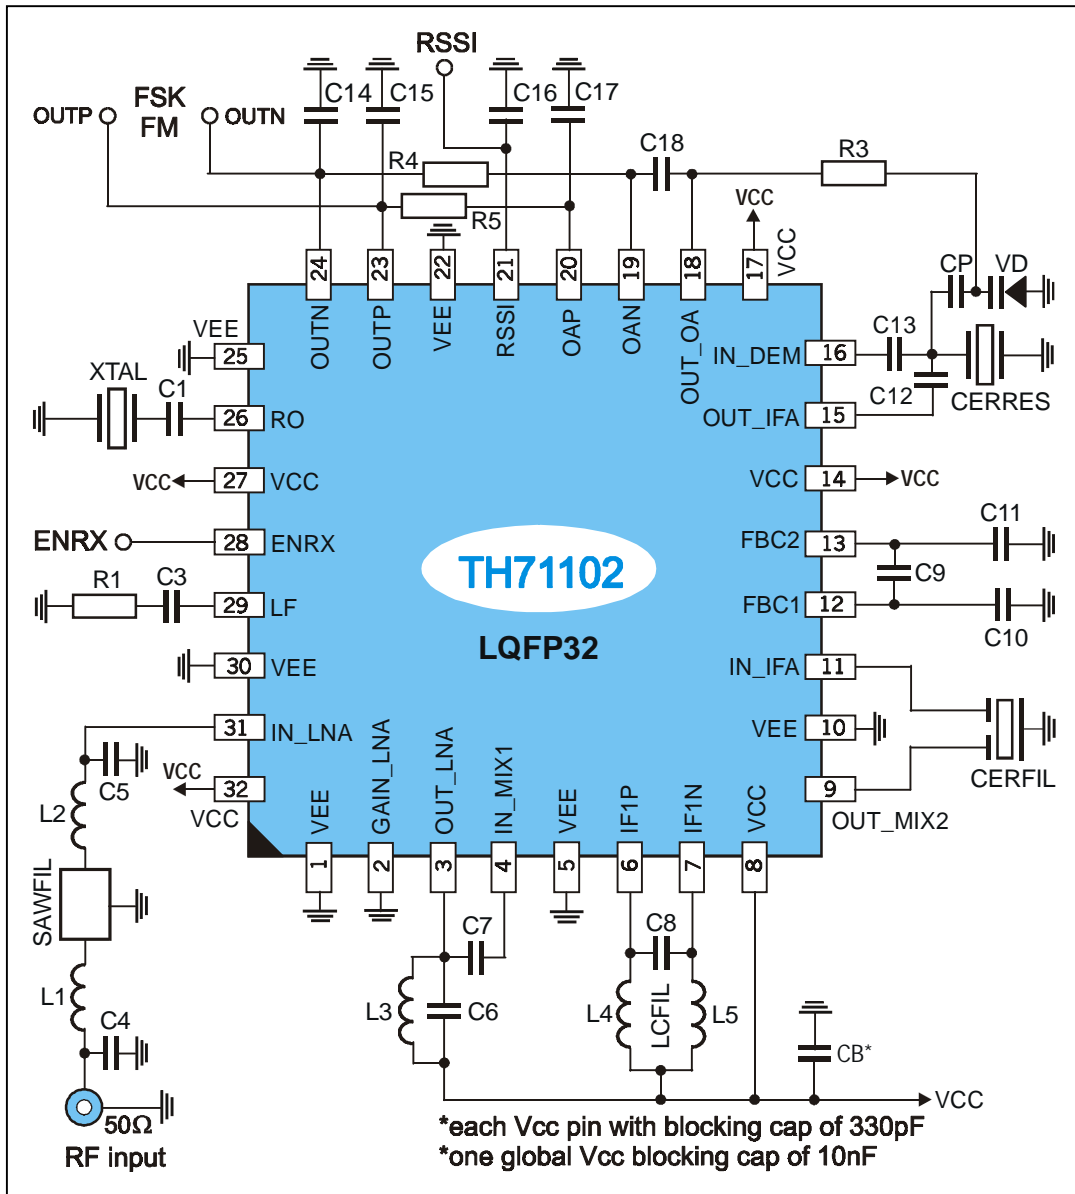 RSSI
C14 C15 C16 C17
FSK
FM
OUTP OUTN
R4 C18 R3
R5 VCC
24 23 22 21 20 19 18 17 VCC
OUTN OUTP VEE RSSI OAP OAN OUT_OA
CP VD
VEE
25
XTAL C1
26 RO
VCC 27 VCC
ENRX 28 ENRX
R1 C3
29 LF
30 VEE
31 IN_LNA
C5
VCC 32
VCC
L2
SAWFIL
L1
C4
50Ω
RF input
TH71102
LQFP32
IN_DEM 16 C13
C12 CERRES
OUT_IFA 15
VCC 14 VCC
FBC2 13 C11
C9
FBC1 12 C10
IN_IFA 11
VEE 10
CERFIL
9
OUT_MIX2
VEE GAIN_LNA OUT_LNA IN_MIX1 VEE IF1P IF1N VCC
1 2 3 4 5 6 7 8
C7 C8
L3 C6 L4 LCFIL L5
CB*
VCC
*each Vcc pin with blocking cap of 330pF
*one global Vcc blocking cap of 10nF